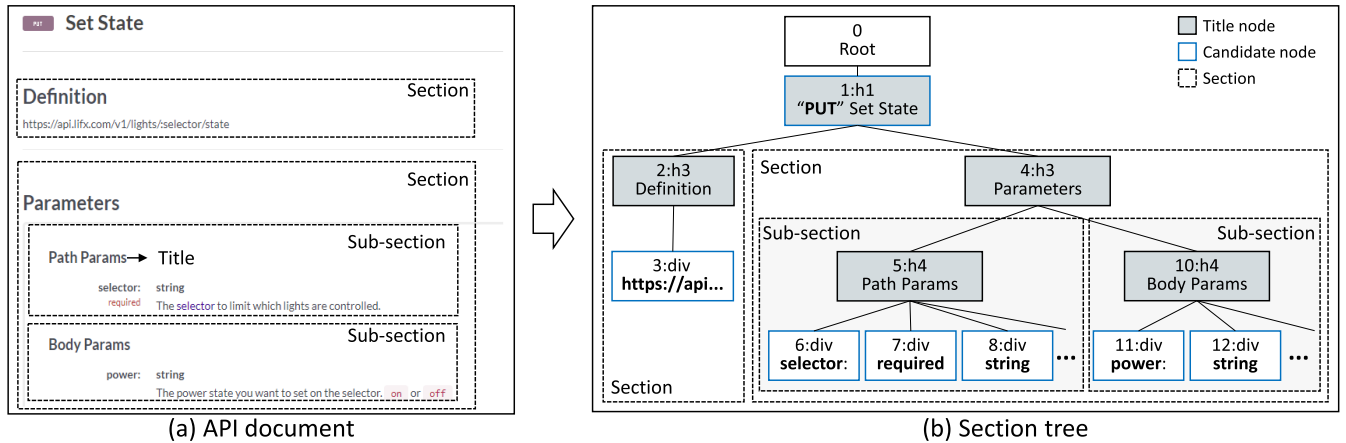 PUT Set State
Definition
Section
https://api.lifx.com/v1/lights/:selector/state
Section
Parameters
Sub-section
Path Params Title
selector: string
required The selector to limit which lights are controlled.
Sub-section
Body Params
power: string
The power state you want to set on the selector. on or off
(a) API document
0
Root
Title node
Candidate node
Section
1:h1
“PUT” Set State
Section
2:h3
Definition
4:h3
Parameters
Sub-section
Sub-section
3:div
https://api...
5:h4
Path Params
10:h4
Body Params
6:div
selector:
7:div
required
8:div
string
...
11:div
power:
12:div
string
...
Section
(b) Section tree